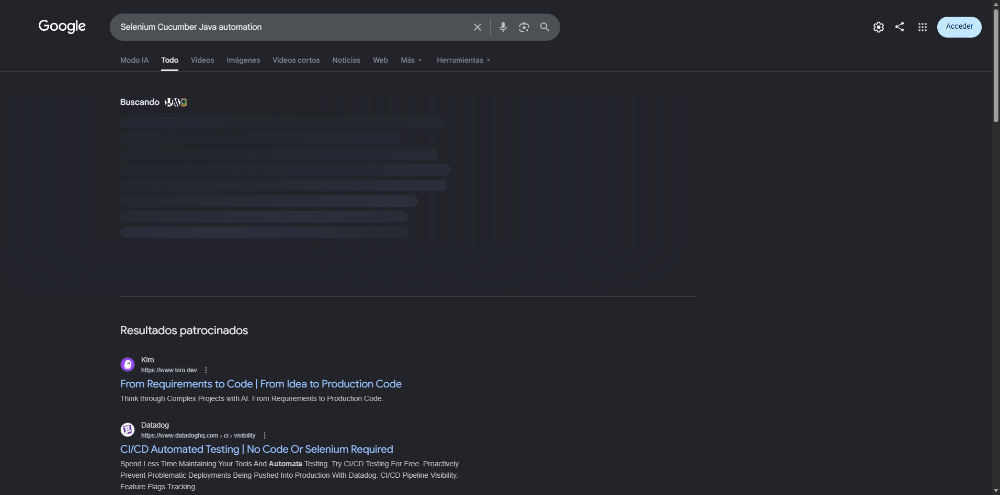 Google
Selenium Cucumber Java automation
Acceder
Modo IA
Todo
Videos
Imágenes
Videos cortos
Noticias
Web
Más
Herramientas
Buscando
Resultados patrocinados
Kiro
https://www.kiro.dev
From Requirements to Code | From Idea to Production Code
Think through Complex Projects with AI. From Requirements to Production Code.
Datadog
https://www.datadoghq.com › ci › visibility
CI/CD Automated Testing | No Code Or Selenium Required
Spend Less Time Maintaining Your Tools And Automate Testing. Try CI/CD Testing For Free. Proactively
Prevent Problematic Deployments Being Pushed Into Production With Datadog. CI/CD Pipeline Visibility.
Feature Flags Tracking.